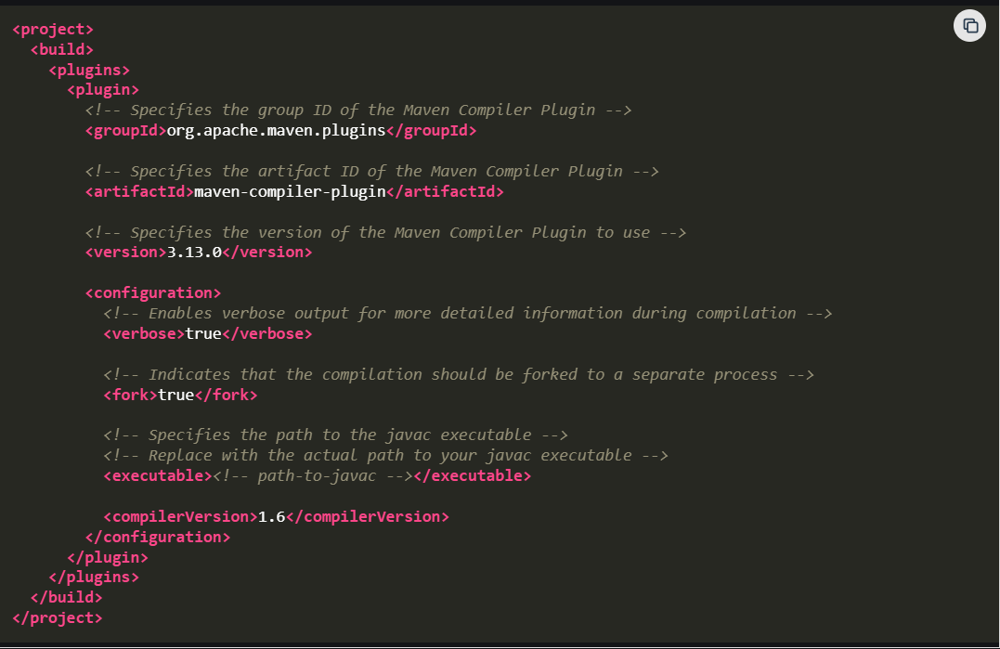 <project>
<build>
<plugins>
<plugin>
<!-- Specifies the group ID of the Maven Compiler Plugin -->
<groupId>org.apache.maven.plugins</groupId>
<!-- Specifies the artifact ID of the Maven Compiler Plugin -->
<artifactId>maven-compiler-plugin</artifactId>
<!-- Specifies the version of the Maven Compiler Plugin to use -->
<version>3.13.0</version>
<configuration>
<!-- Enables verbose output for more detailed information during compilation -->
<verbose>true</verbose>
<!-- Indicates that the compilation should be forked to a separate process -->
<fork>true</fork>
<!-- Specifies the path to the javac executable -->
<!-- Replace with the actual path to your javac executable -->
<executable><!-- path-to-javac --></executable>
<compilerVersion>1.6</compilerVersion>
</configuration>
</plugin>
</plugins>
</build>
</project>